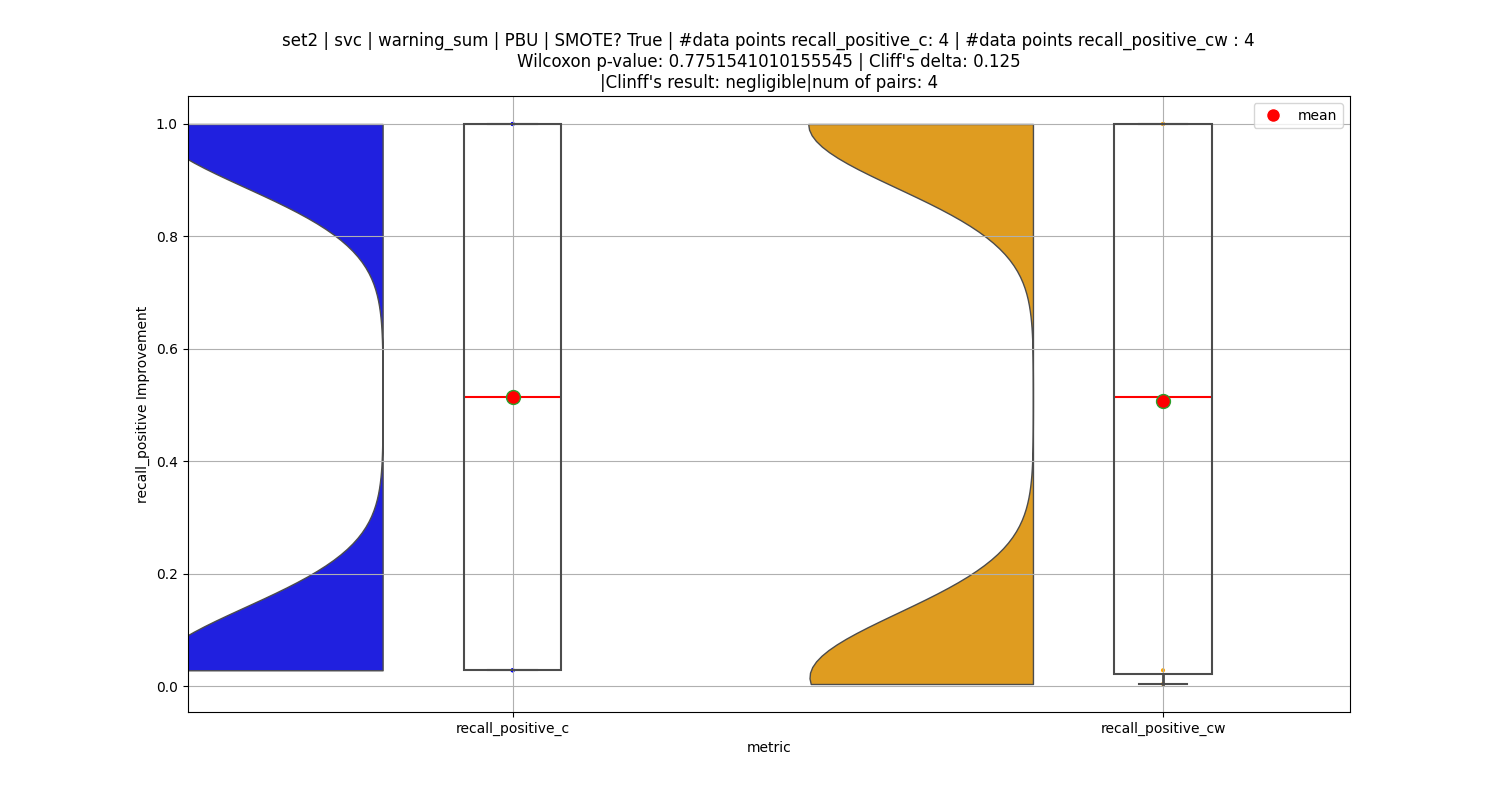 set2 | svc | warning_sum | PBU | SMOTE? True | #data points recall_positive_c: 4 | #data points recall_positive_cw : 4
Wilcoxon p-value: 0.7751541010155545 | Cliff's delta: 0.125
|Clinff's result: negligible|num of pairs: 4
mean
1.0
0.8
0.6
0.4
0.2
0.0
recall_positive Improvement
recall_positive_c
recall_positive_cw
metric